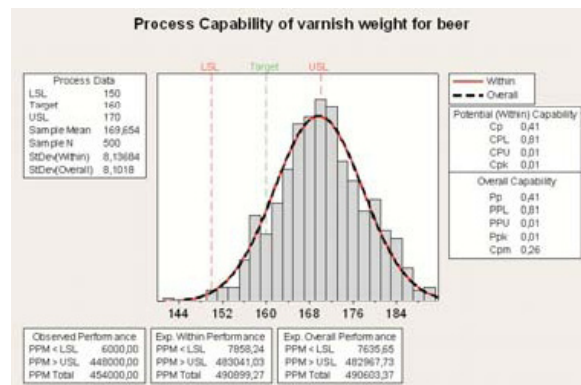 Process Capability of varnish weight for beer
LSL Target USL
Process Data
LSL 150
Target 160
USL 170
Sample Mean 169,654
Sample N 500
StDev(Within) 8,13684
StDev(Overall) 8,1018
Within
Overall
Potential (Within) Capability
Cp 0,41
CPL 0,81
CPU 0,01
Cpk 0,01
Overall Capability
Pp 0,41
PPL 0,81
PPU 0,01
Ppk 0,01
Cpm 0,26
144 152 160 168 176 184
Observed Performance
PPM < LSL 6000,00
PPM > USL 448000,00
PPM Total 454000,00
Exp. Within Performance
PPM < LSL 7858,24
PPM > USL 483041,03
PPM Total 490899,27
Exp. Overall Performance
PPM < LSL 7635,65
PPM > USL 482967,73
PPM Total 490603,37